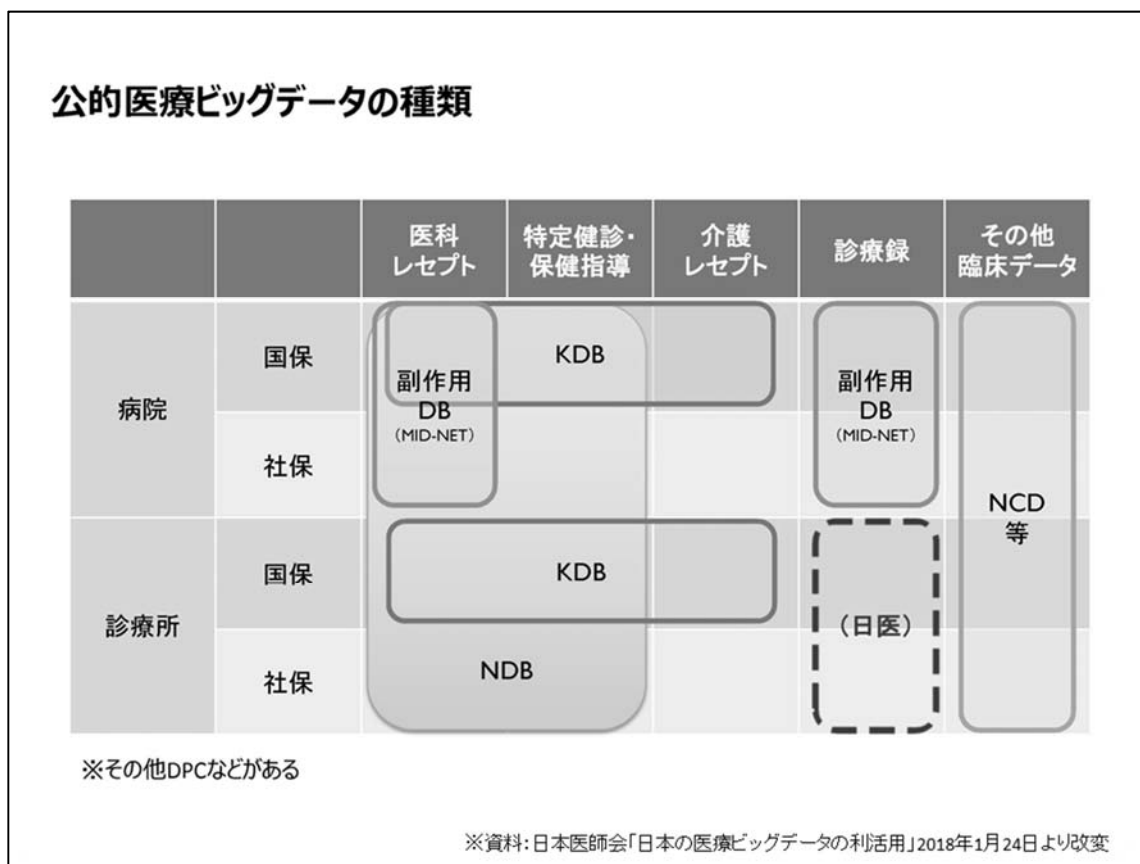 公的医療ビッグデータの種類
医科
レセプト
特定健診・
保健指導
介護
レセプト
診療録
その他
臨床データ
病院
国保
社保
副作用
DB
(MID-NET)
KDB
副作用
DB
(MID-NET)
NCD
等
診療所
国保
社保
KDB
(日医)
NDB
※その他DPCなどがある
※資料:日本医師会「日本の医療ビッグデータの利活用」2018年1月24日より改変